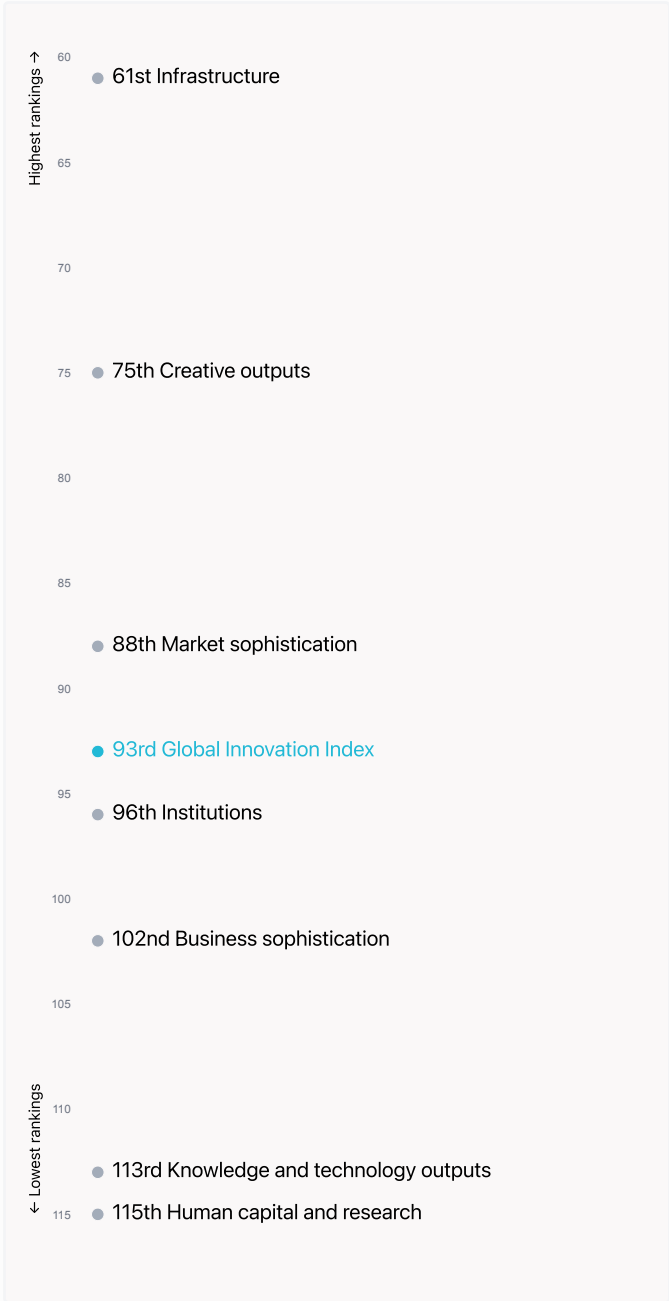 Highest rankings →
60
61st Infrastructure
65
70
75
75th Creative outputs
80
85
88th Market sophistication
90
93rd Global Innovation Index
95
96th Institutions
100
102nd Business sophistication
105
← Lowest rankings
110
113rd Knowledge and technology outputs
115
115th Human capital and research